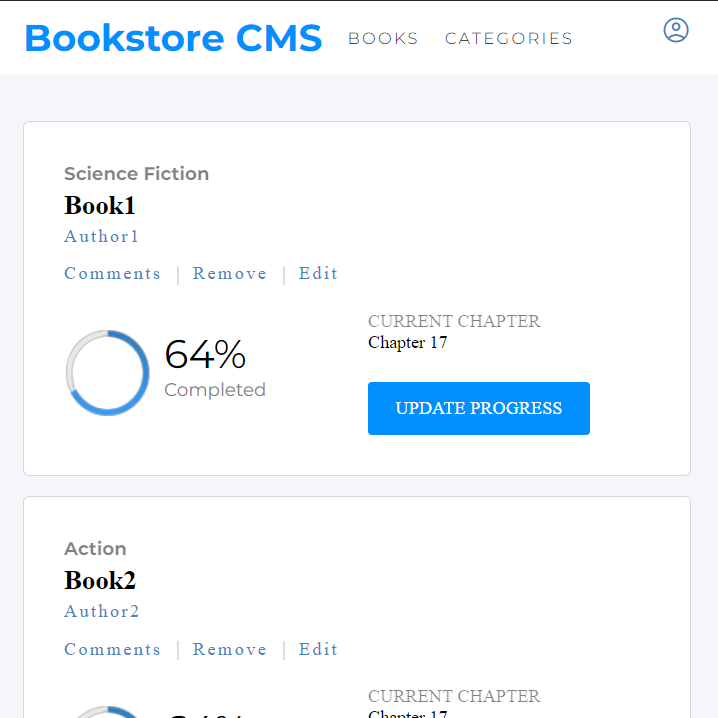 Bookstore CMS BOOKS CATEGORIES
Science Fiction
Book1
Author1
Comments | Remove | Edit
64%
Completed
CURRENT CHAPTER
Chapter 17
UPDATE PROGRESS
Action
Book2
Author2
Comments | Remove | Edit
CURRENT CHAPTER
Chapter 17